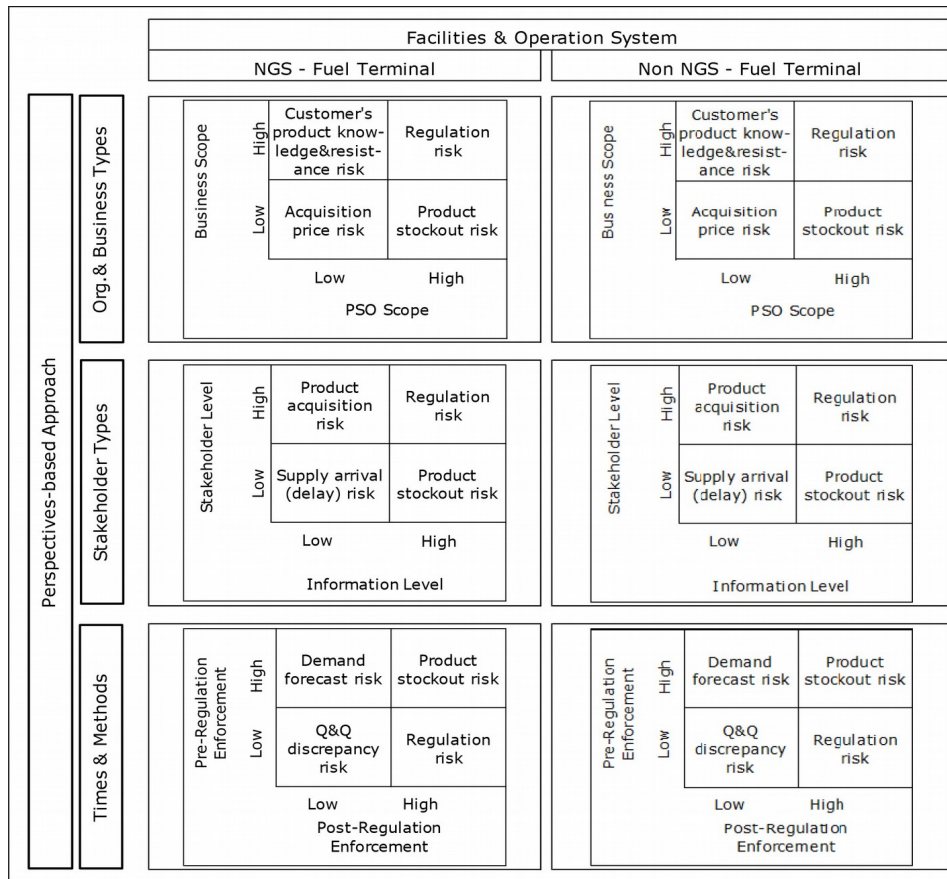 Facilities & Operation System
NGS - Fuel Terminal
Non NGS - Fuel Terminal
Perspectives-based Approach
Org.& Business Types
Business Scope
High
Low
Customer's
product know-
ledge&resist-
ance risk
Regulation
risk
Acquisition
price risk
Product
stockout risk
Low
High
PSO Scope
Bus ness Scope
High
Low
Customer's
product know-
ledge&resist-
ance risk
Regulation
risk
Acquisition
price risk
Product
stockout risk
Low
High
PSO Scope
Stakeholder Types
Stakeholder Level
High
Low
Product
acquisition
risk
Regulation
risk
Supply arrival
(delay) risk
Product
stockout risk
Low
High
Information Level
Stakeholder Level
High
Low
Product
acquisition
risk
Regulation
risk
Supply arrival
(delay) risk
Product
stockout risk
Low
High
Information Level
Times & Methods
Pre-Regulation
Enforcement
High
Low
Demand
forecast risk
Product
stockout risk
Q&Q
discrepancy
risk
Regulation
risk
Low
High
Post-Regulation
Enforcement
Pre-Regulation
Enforcement
High
Low
Demand
forecast risk
Product
stockout risk
Q&Q
discrepancy
risk
Regulation
risk
Low
High
Post-Regulation
Enforcement